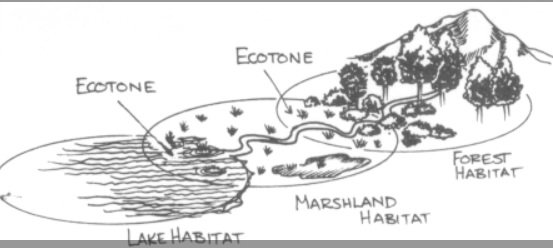 ECOTONE
ECOTONE
FOREST
HABITAT
MARSHLAND
HABITAT
LAKE HABITAT